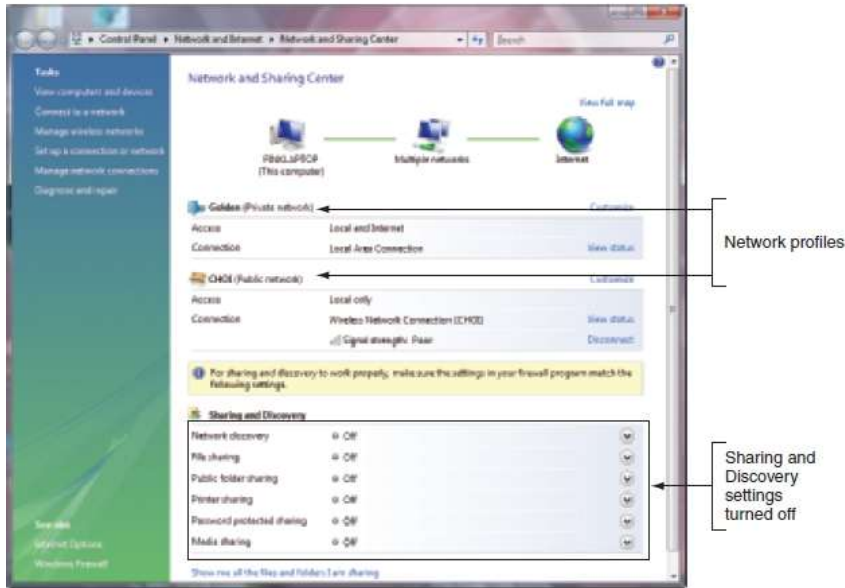 Control Panel ▸ Network and Internet ▸ Network and Sharing Center
Search
Tasks
View computers and devices
Connect to a network
Manage wireless networks
Set up a connection or network
Manage network connections
Diagnose and repair
See also
Internet Options
Windows Firewall
Network and Sharing Center
View full map
(This computer)
Multiple networks
Internet
Golden (Private network)
Customize
Access Local and Internet
Connection Local Area Connection View status
CHOI (Public network)
Customize
Access Local only
Connection Wireless Network Connection (CHOI) View status
Signal strength: Poor Disconnect
For sharing and discovery to work properly, make sure the settings in your firewall program match the
following settings.
Sharing and Discovery
Network discovery Off
File sharing Off
Public folder sharing Off
Printer sharing Off
Password protected sharing Off
Media sharing Off
Show me all the files and folders I am sharing
Network profiles
Sharing and
Discovery
settings
turned off